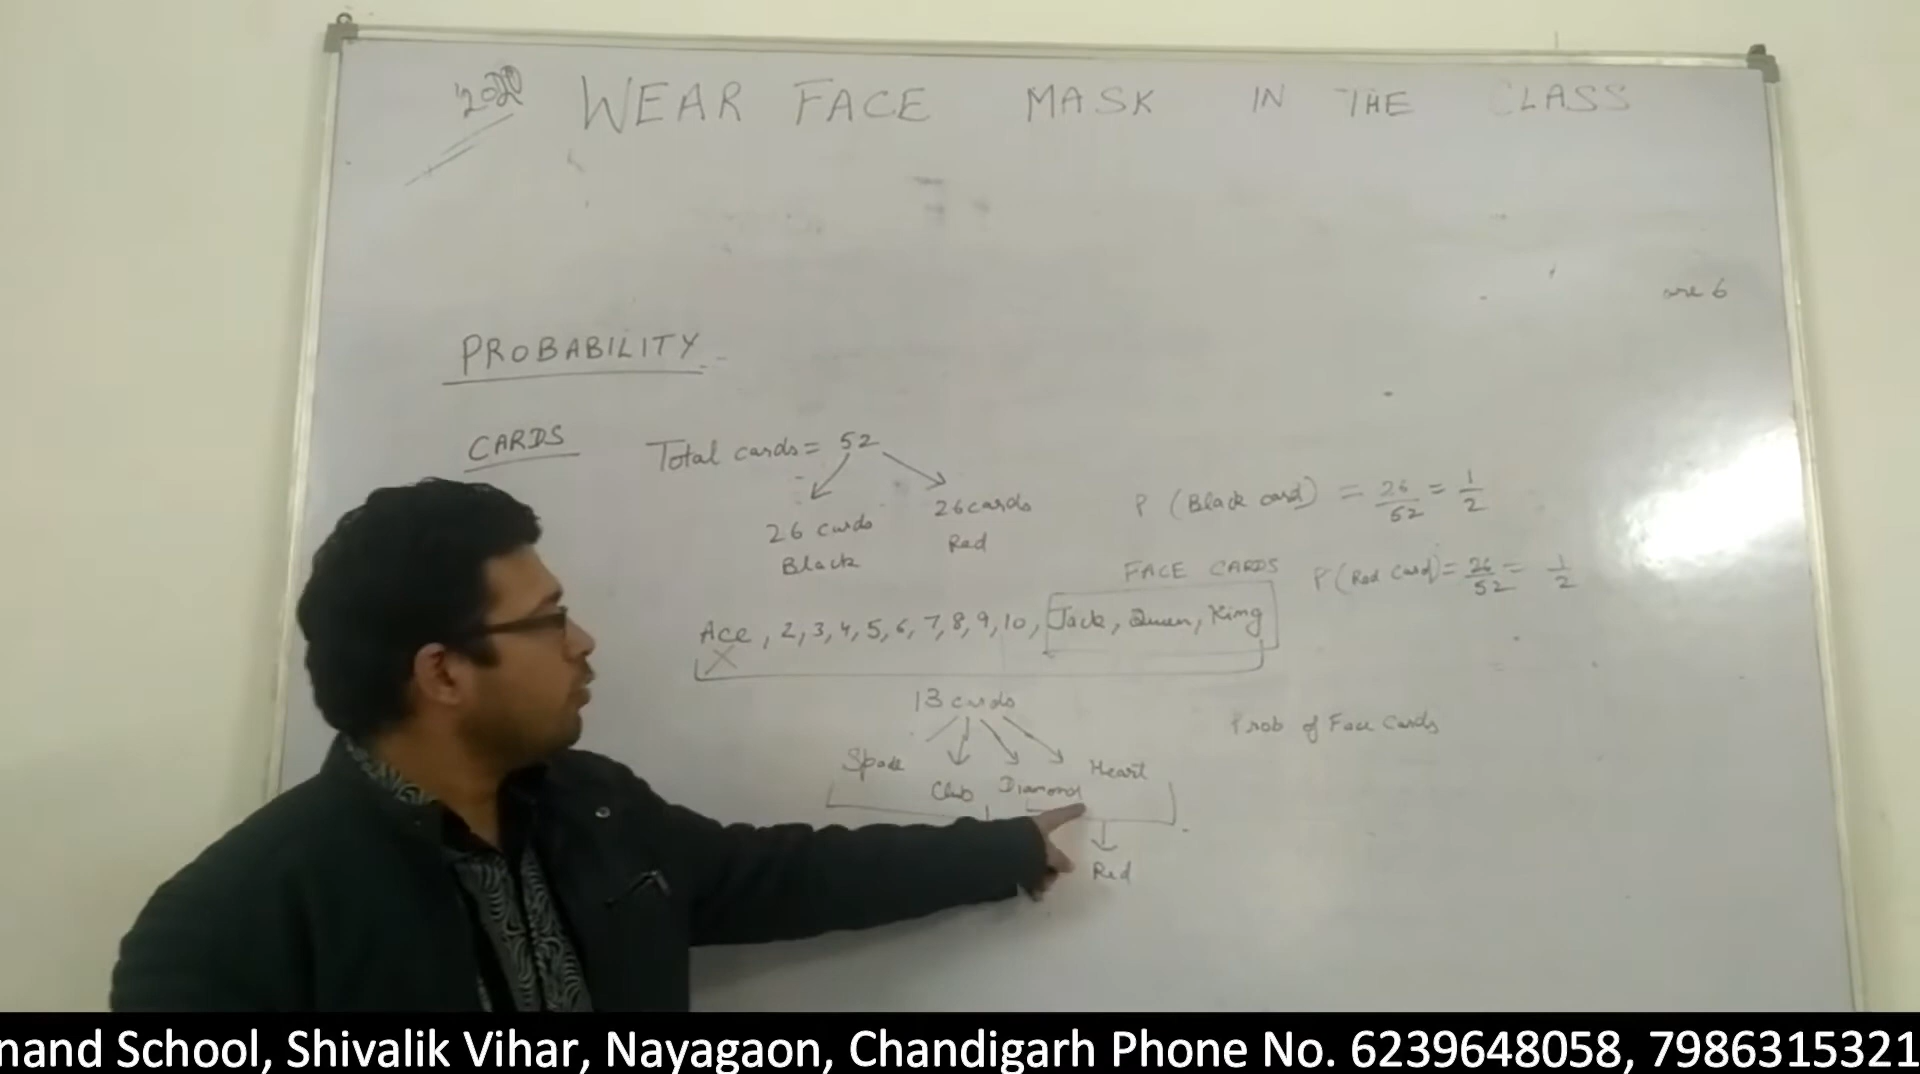 2020 WEAR FACE MASK IN THE CLASS
are 6
PROBABILITY
CARDS
Total cards = 52
26 cards
Black
26 cards
Red
P (Black card) = 26/52 = 1/2
P (Red Card) = 26/52 = 1/2
FACE CARDS
Ace, 2, 3, 4, 5, 6, 7, 8, 9, 10, Jack, Queen, King
13 cards
Spade
Club
Diamond
Heart
Red
Prob of Face Cards
nand School, Shivalik Vihar, Nayagaon, Chandigarh Phone No. 6239648058, 7986315321